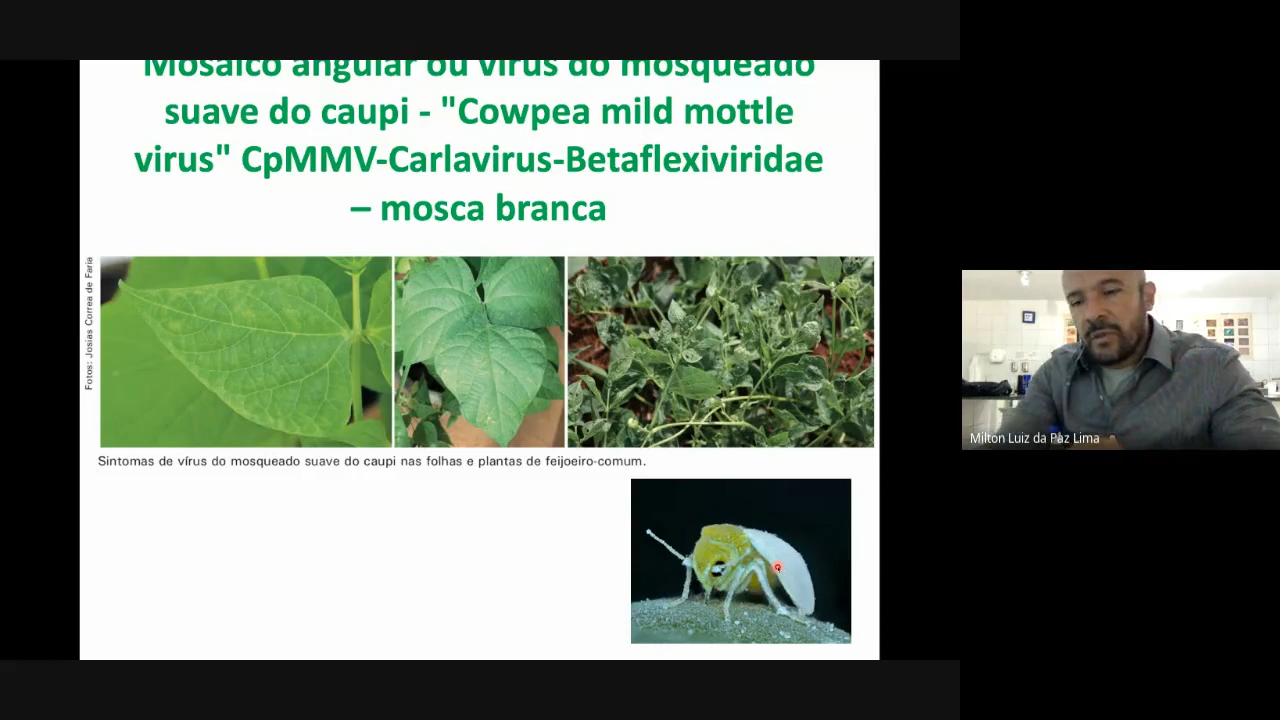 Mosaico angular ou vírus do mosqueado
suave do caupi - "Cowpea mild mottle
virus" CpMMV-Carlavirus-Betaflexiviridae
– mosca branca
Fotos: Josias Correa de Faria
Sintomas de vírus do mosqueado suave do caupi nas folhas e plantas de feijoeiro-comum.
Milton Luiz da Paz Lima